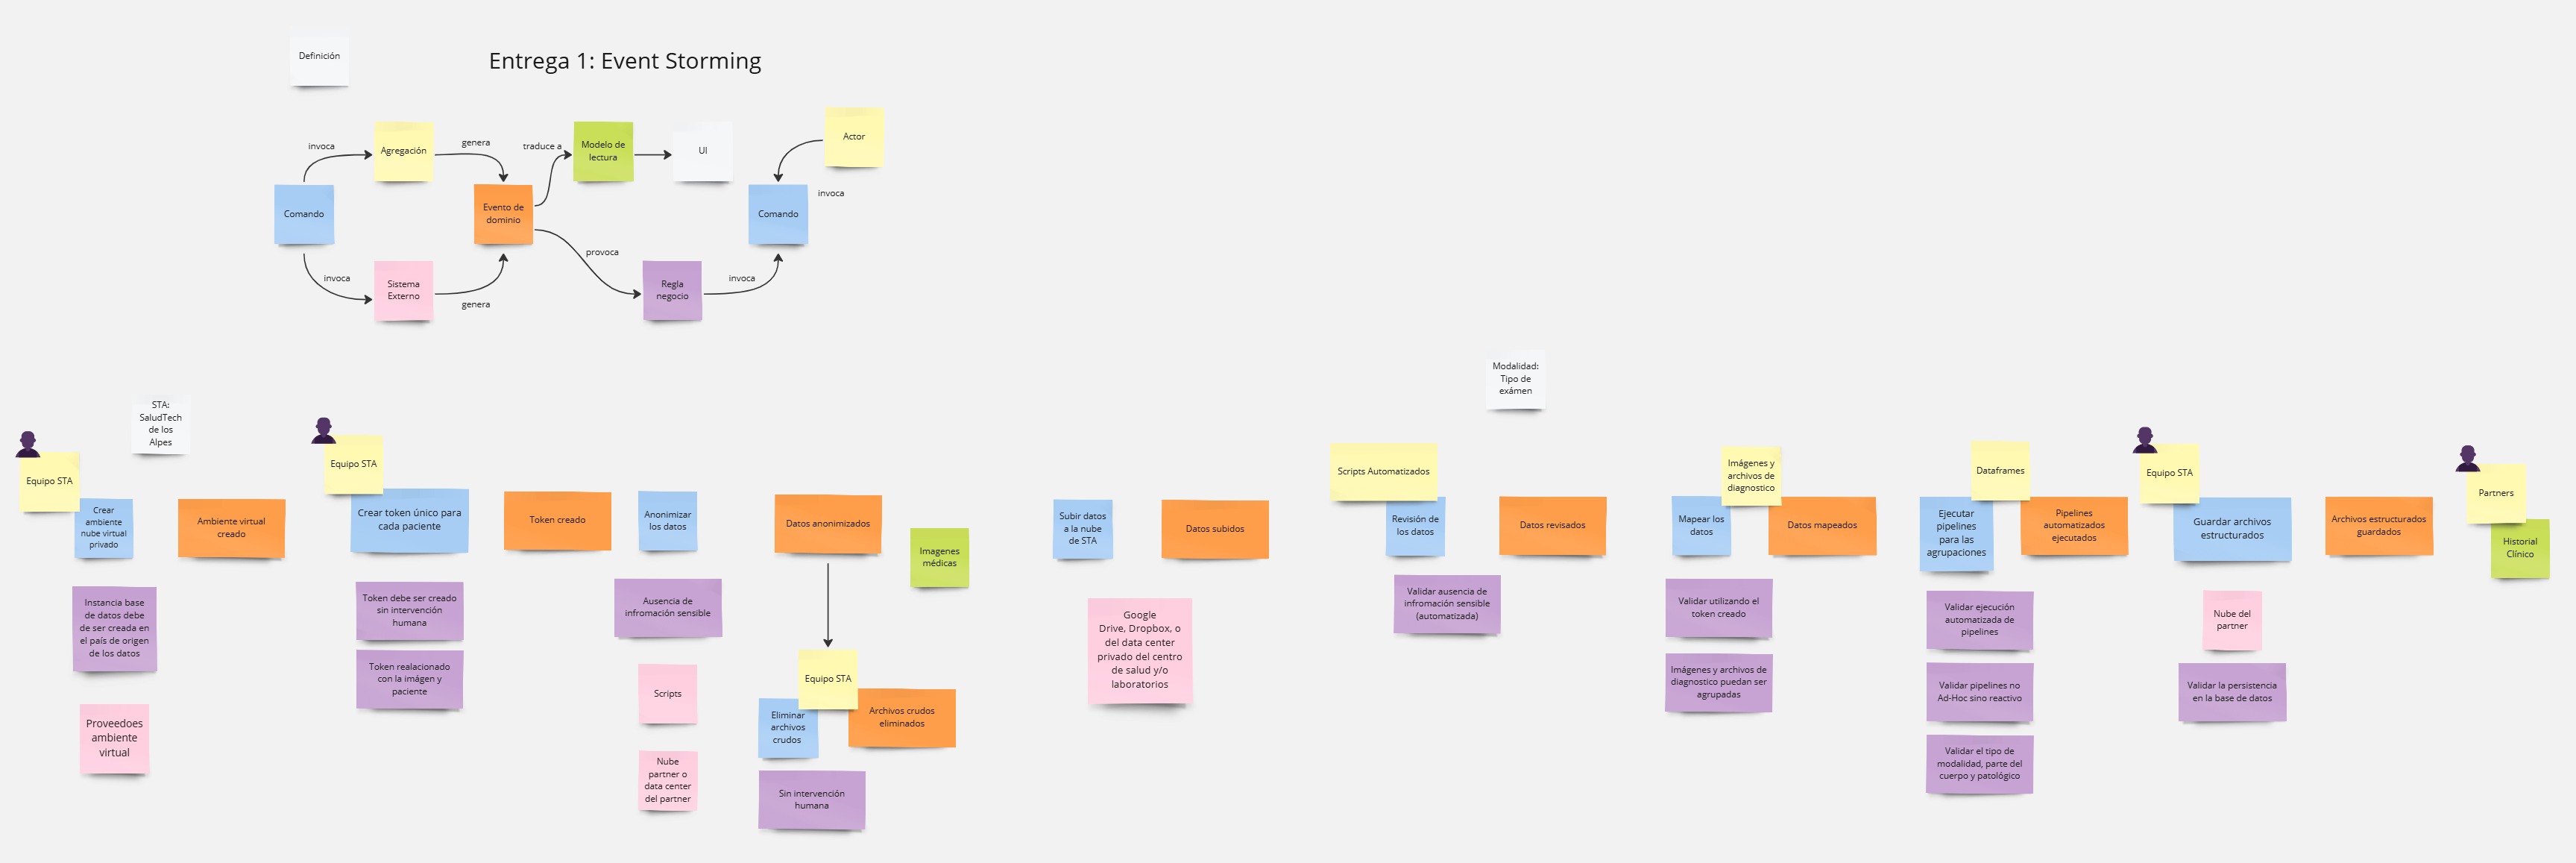 Definición
Entrega 1: Event Storming
invoca
Agregación
genera
traduce a
Modelo de
lectura
UI
Actor
Comando
Evento de
dominio
Comando
invoca
invoca
Sistema
Externo
genera
provoca
Regla
negocio
invoca
Modalidad:
Tipo de
exámen
STA:
SaludTech
de los
Alpes
Equipo STA
Crear
ambiente
nube virtual
privado
Ambiente virtual
creado
Instancia base
de datos debe
de ser creada en
el país de origen
de los datos
Proveedoes
ambiente
virtual
Equipo STA
Crear token único para
cada paciente
Token creado
Token debe ser creado
sin intervención
humana
Token realacionado
con la imágen y
paciente
Anonimizar
los datos
Datos anonimizados
Ausencia de
infromación sensible
Scripts
Nube
partner o
data center
del partner
Imagenes
médicas
Equipo STA
Eliminar
archivos
crudos
Archivos crudos
eliminados
Sin intervención
humana
Subir datos
a la nube
de STA
Datos subidos
Google
Drive, Dropbox, o
del data center
privado del centro
de salud y/o
laboratorios
Scripts Automatizados
Revisión de
los datos
Datos revisados
Validar ausencia de
infromación sensible
(automatizada)
Imágenes y
archivos de
diagnostico
Mapear los
datos
Datos mapeados
Validar utilizando el
token creado
Imágenes y archivos de
diagnostico puedan ser
agrupadas
Dataframes
Ejecutar
pipelines
para las
agrupaciones
Pipelines
automatizados
ejecutados
Validar ejecución
automatizada de
pipelines
Validar pipelines no
Ad-Hoc sino reactivo
Validar el tipo de
modalidad, parte del
cuerpo y patológico
Equipo STA
Guardar archivos
estructurados
Archivos estructurados
guardados
Nube del
partner
Validar la persistencia
en la base de datos
Partners
Historial
Clínico